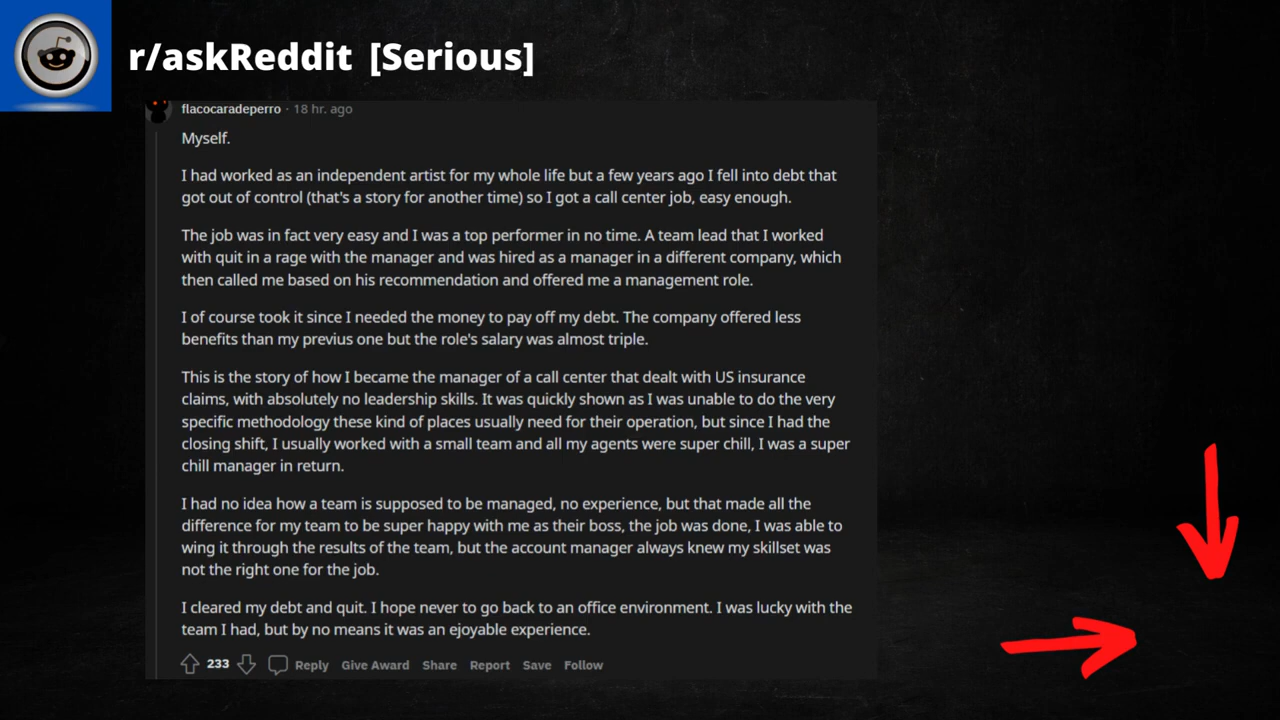 r/askReddit [Serious]
flacocaradeperro · 18 hr. ago
Myself.
I had worked as an independent artist for my whole life but a few years ago I fell into debt that
got out of control (that's a story for another time) so I got a call center job, easy enough.
The job was in fact very easy and I was a top performer in no time. A team lead that I worked
with quit in a rage with the manager and was hired as a manager in a different company, which
then called me based on his recommendation and offered me a management role.
I of course took it since I needed the money to pay off my debt. The company offered less
benefits than my previus one but the role's salary was almost triple.
This is the story of how I became the manager of a call center that dealt with US insurance
claims, with absolutely no leadership skills. It was quickly shown as I was unable to do the very
specific methodology these kind of places usually need for their operation, but since I had the
closing shift, I usually worked with a small team and all my agents were super chill, I was a super
chill manager in return.
I had no idea how a team is supposed to be managed, no experience, but that made all the
difference for my team to be super happy with me as their boss, the job was done, I was able to
wing it through the results of the team, but the account manager always knew my skillset was
not the right one for the job.
I cleared my debt and quit. I hope never to go back to an office environment. I was lucky with the
team I had, but by no means it was an ejoyable experience.
233 Reply Give Award Share Report Save Follow